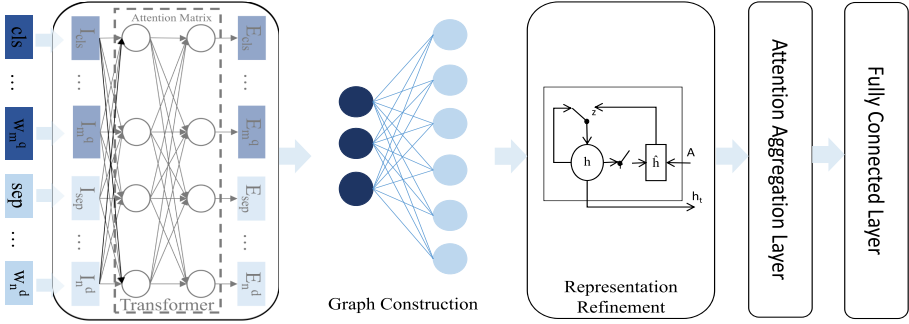 cls
...
w_m^q
sep
...
w_n^d
I_cls
...
I_m^q
I_sep
...
I_n^d
Attention Matrix
Transformer
E_cls
...
E_m^q
E_sep
...
E_n^d
Graph Construction
z
h
ĥ
A
h_t
Representation
Refinement
Attention Aggregation Layer
Fully Connected Layer